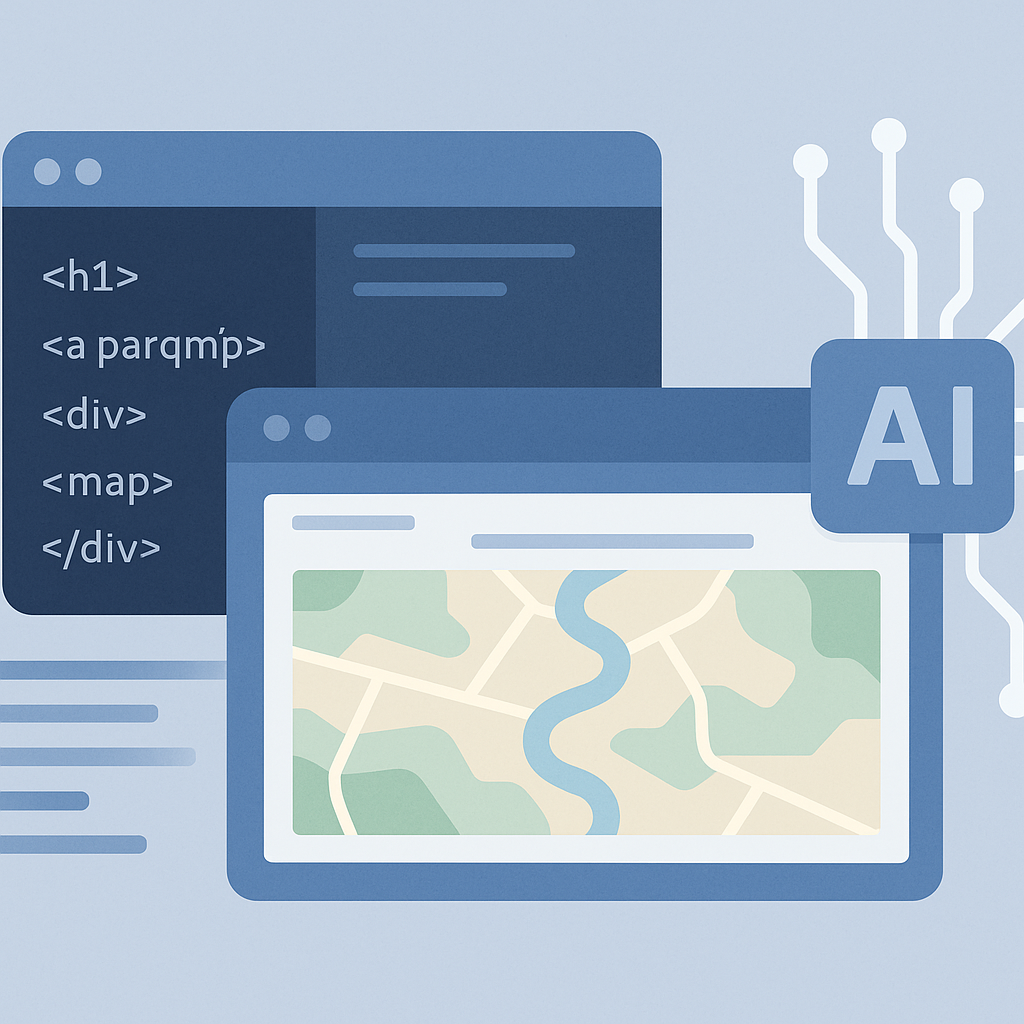 <h1>
<a parqmṕ>
<div>
<map>
</div>
AI